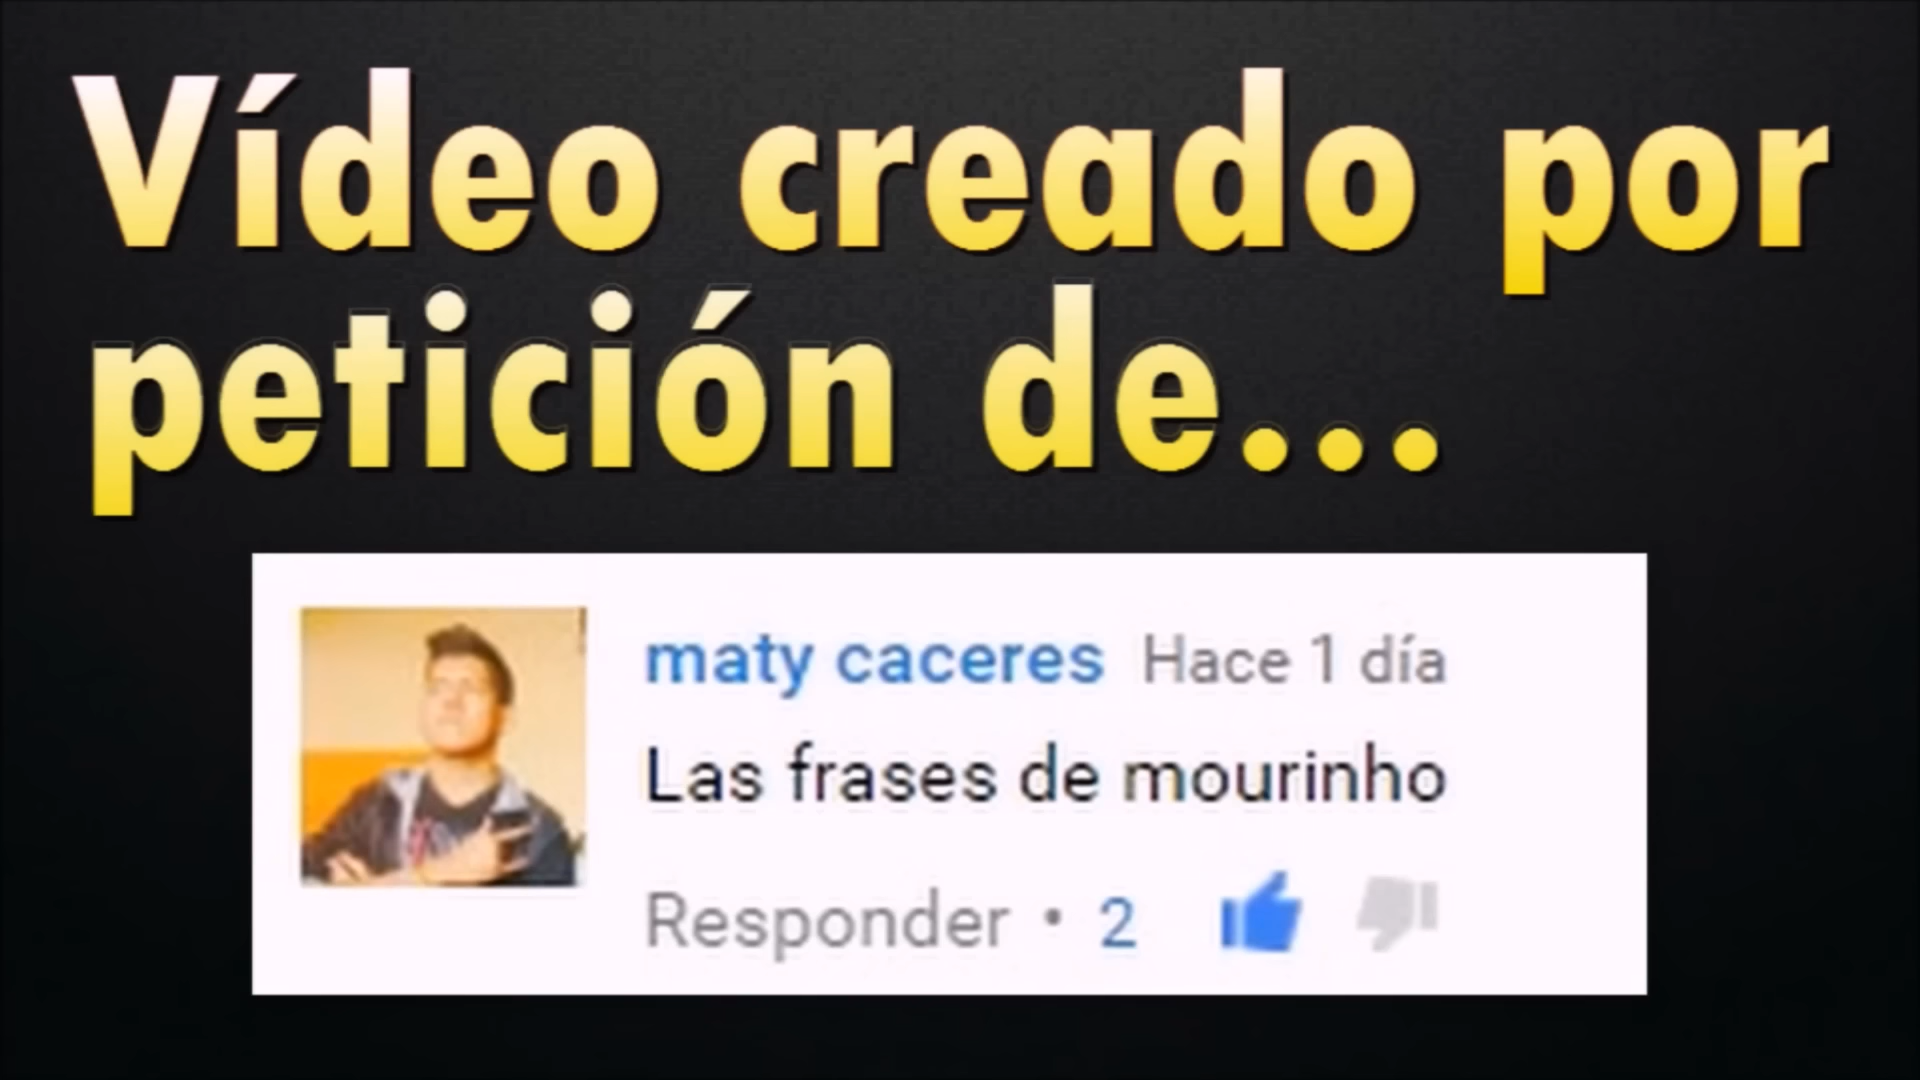 Vídeo creado por
petición de...
maty caceres Hace 1 día
Las frases de mourinho
Responder • 2